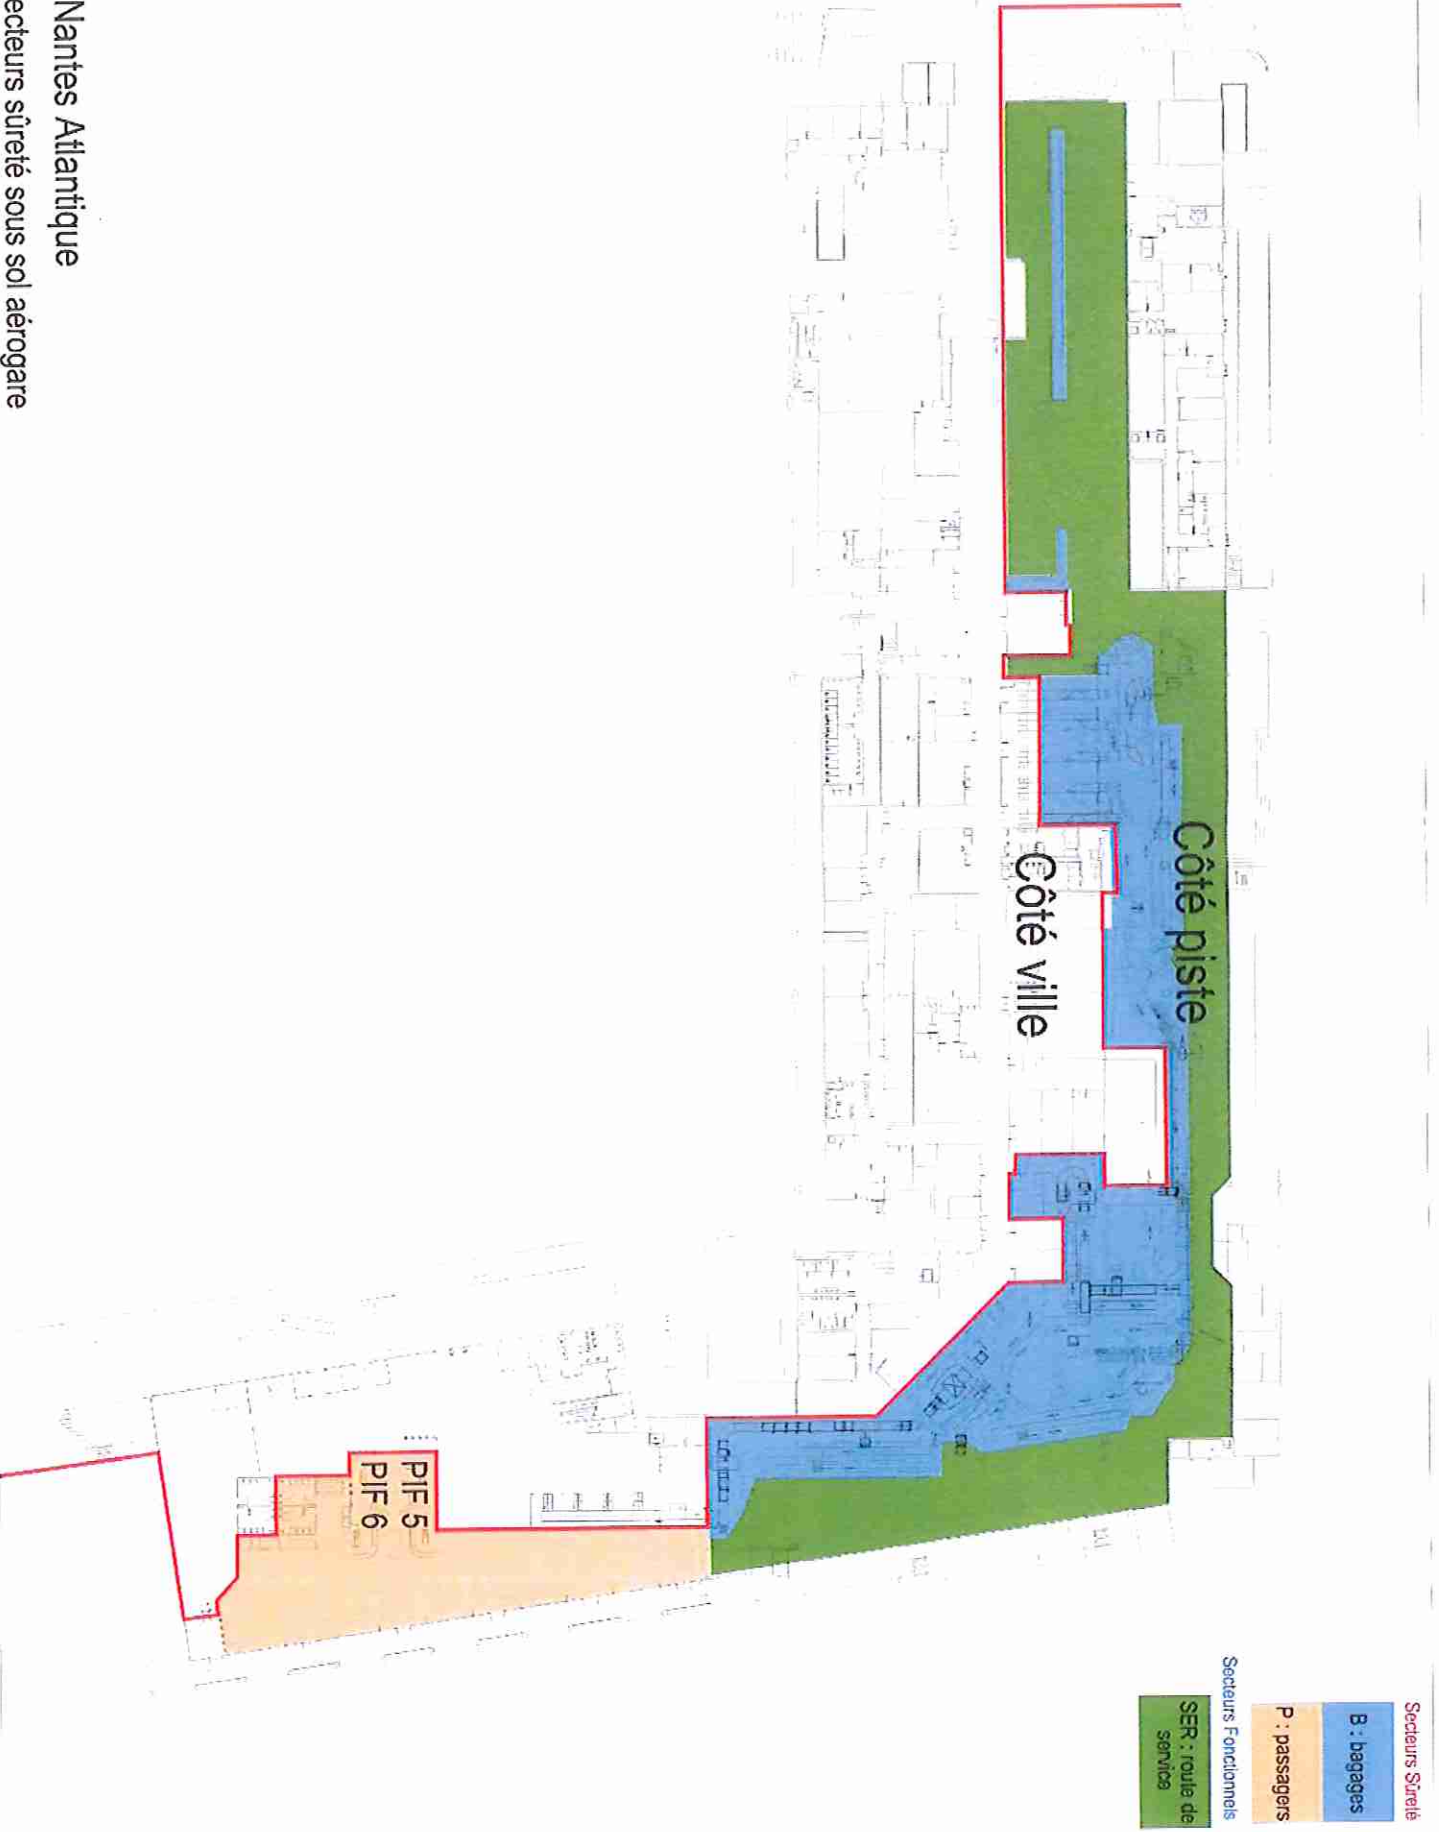 Nantes Atlantique
ecteurs sûreté sous sol aérogare
Côté piste
Côté ville
PIF 5
PIF 6
Secteurs Sûreté
B : bagages
P : passagers
Secteurs Fonctionnels
SER : route de
service